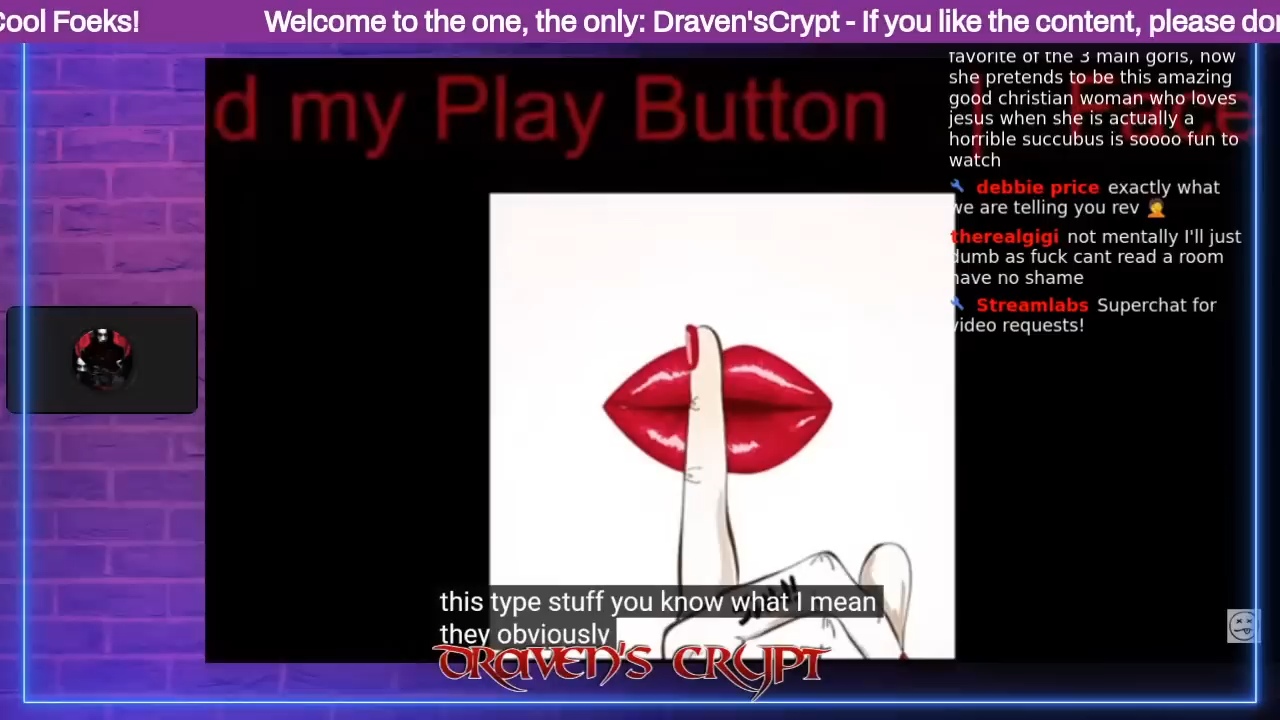 Cool Foeks!
Welcome to the one, the only: Draven'sCrypt - If you like the content, please
d my Play Button
favorite of the 3 main gorls, how
she pretends to be this amazing
good christian woman who loves
jesus when she is actually a
horrible succubus is soooo fun to
watch
debbie price exactly what
we are telling you rev 🤦
therealgigi not mentally I'll just
dumb as fuck cant read a room
have no shame
Streamlabs Superchat for
video requests!
this type stuff you know what I mean
they obviously
DRAVEN'S CRYPT